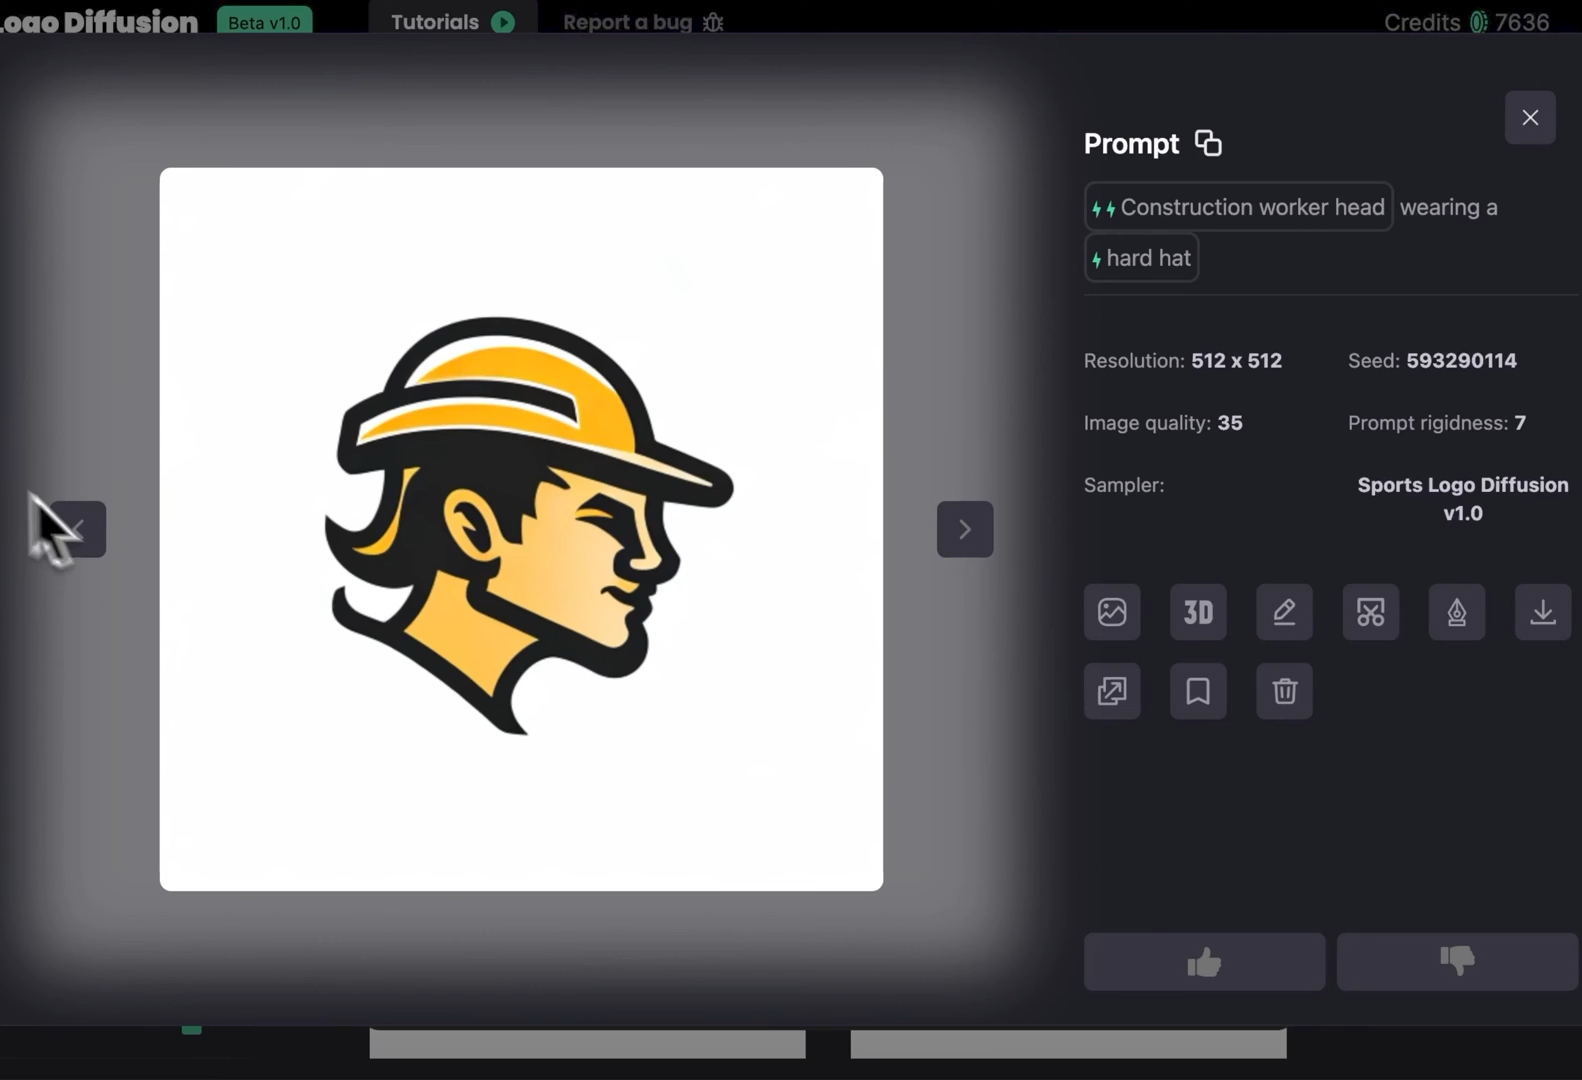 Logo Diffusion
Beta v1.0
Tutorials
Report a bug
Credits 7636
Prompt
Construction worker head wearing a
hard hat
Resolution: 512 x 512
Seed: 593290114
Image quality: 35
Prompt rigidness: 7
Sampler:
Sports Logo Diffusion
v1.0
3D